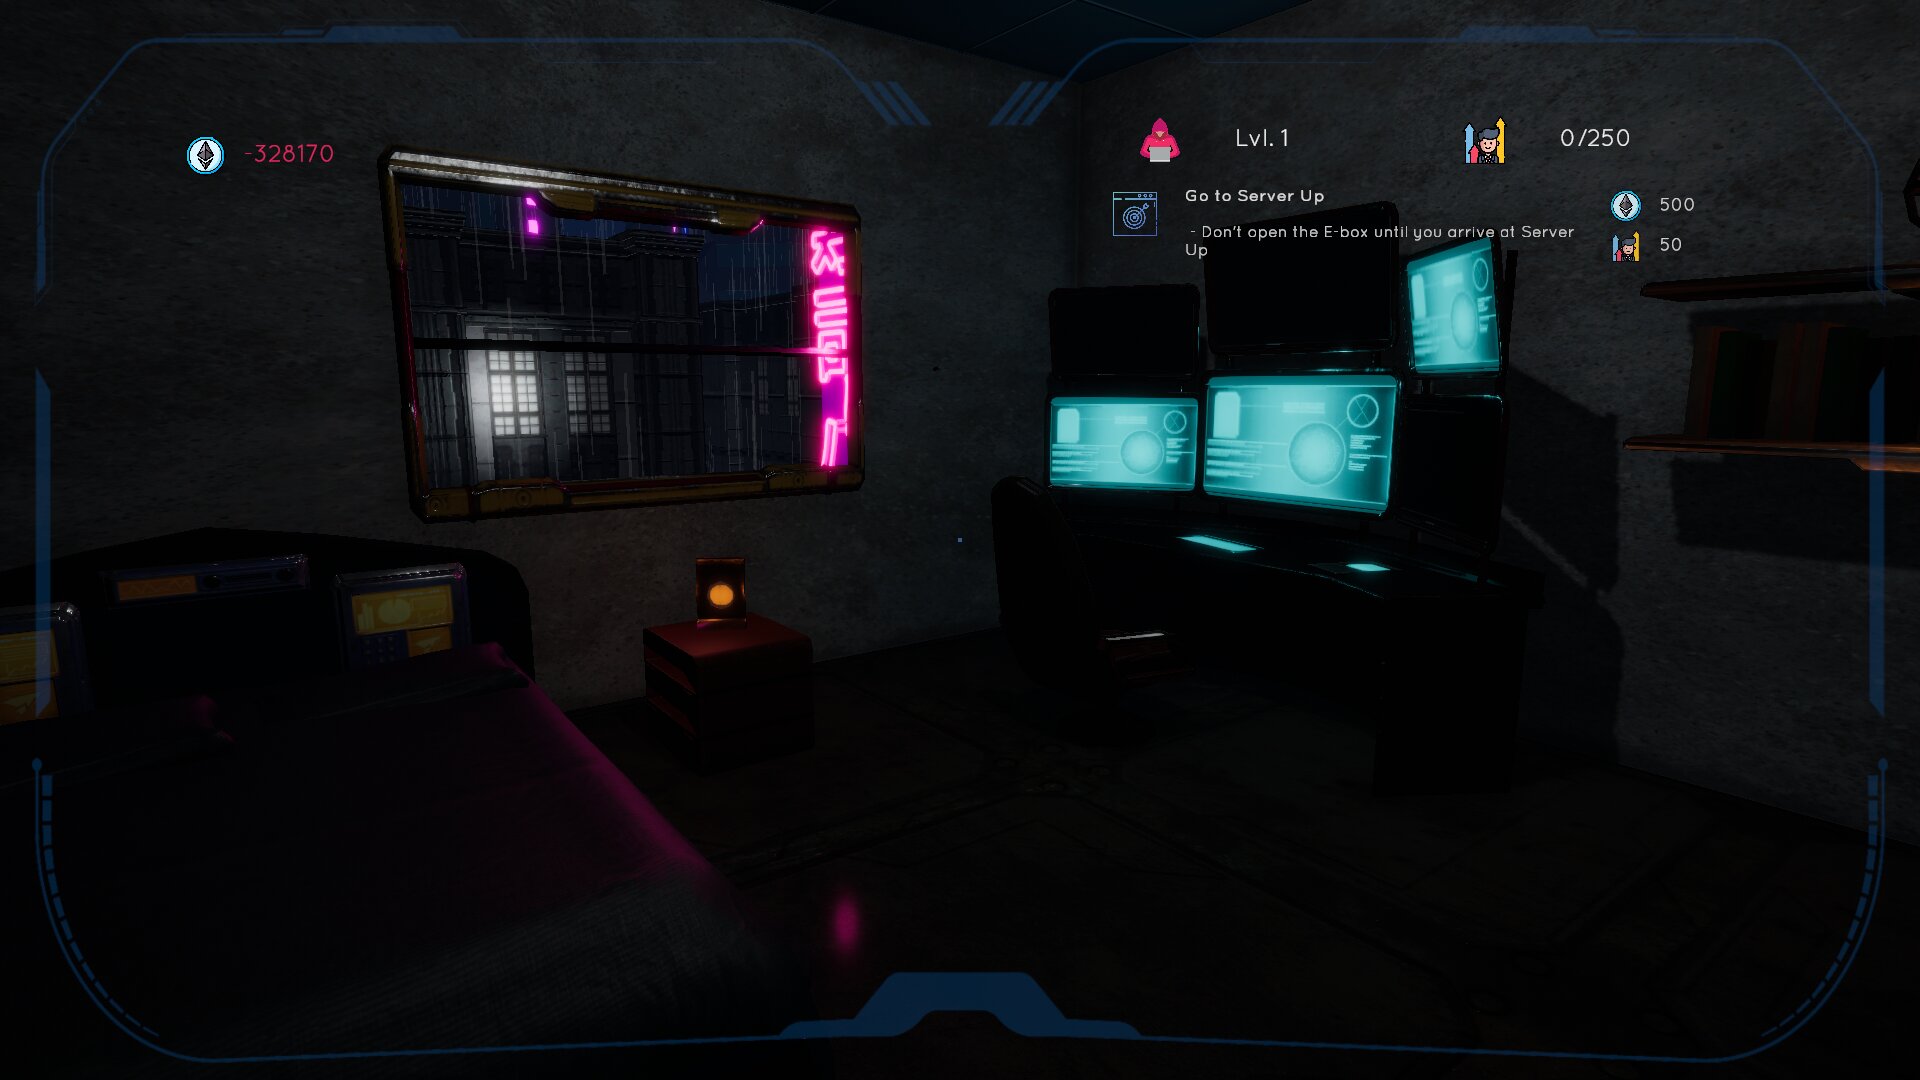 -328170
Lvl. 1
0/250
Go to Server Up
500
- Don't open the E-box until you arrive at Server
Up
50